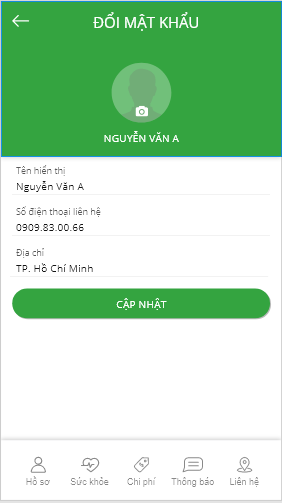 ĐỔI MẬT KHẨU
NGUYỄN VĂN A
Tên hiển thị
Nguyễn Văn A
Số điện thoại liên hệ
0909.83.00.66
Địa chỉ
TP. Hồ Chí Minh
CẬP NHẬT
Hồ sơ Sức khỏe Chi phí Thông báo Liên hệ